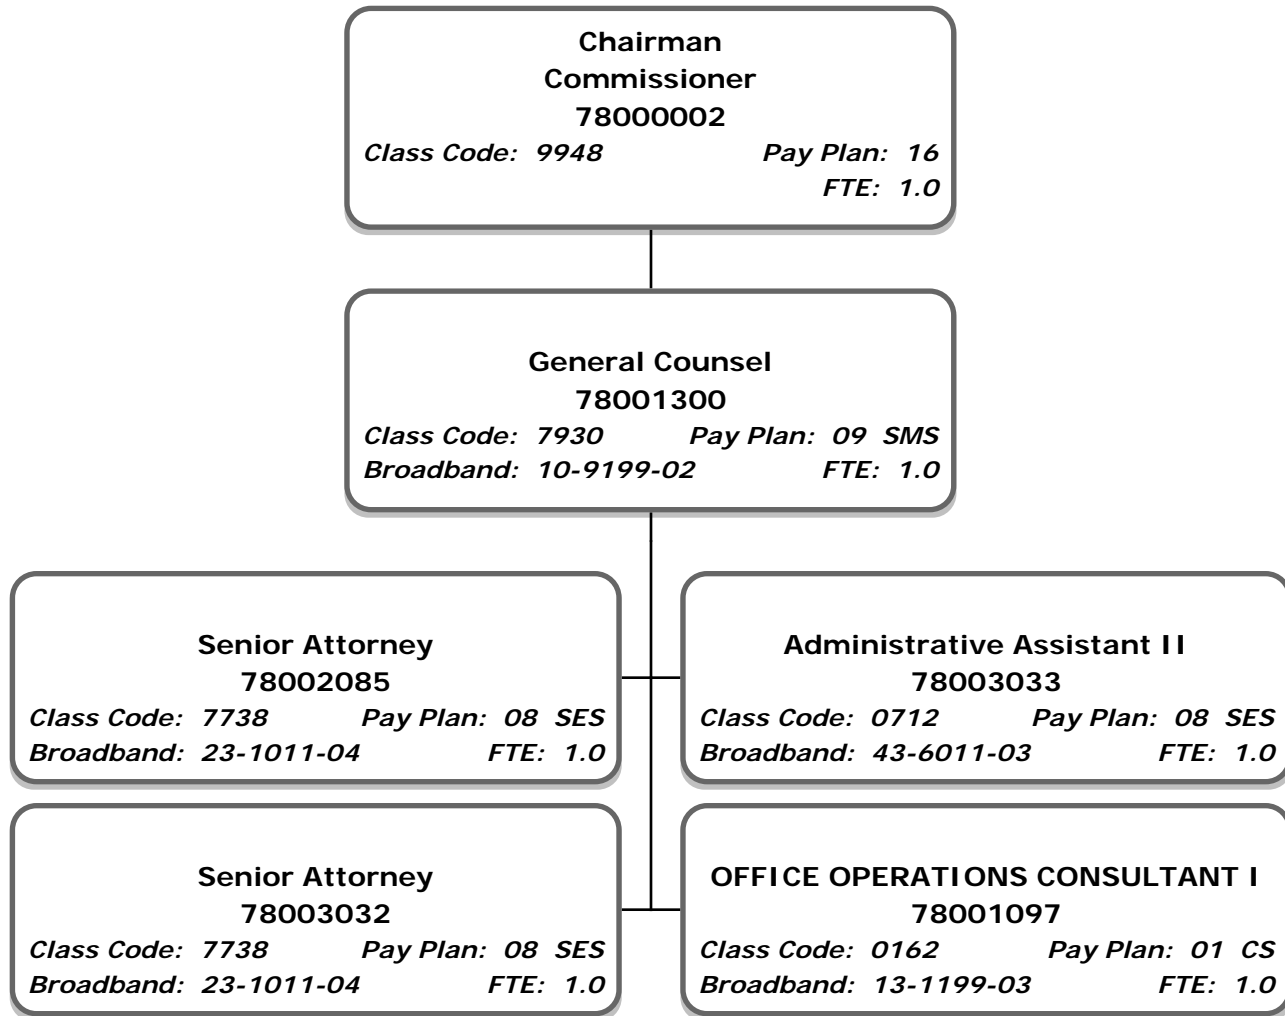 Chairman
Commissioner
78000002
Class Code: 9948 Pay Plan: 16
FTE: 1.0
General Counsel
78001300
Class Code: 7930 Pay Plan: 09 SMS
Broadband: 10-9199-02 FTE: 1.0
Senior Attorney
78002085
Class Code: 7738 Pay Plan: 08 SES
Broadband: 23-1011-04 FTE: 1.0
Administrative Assistant II
78003033
Class Code: 0712 Pay Plan: 08 SES
Broadband: 43-6011-03 FTE: 1.0
Senior Attorney
78003032
Class Code: 7738 Pay Plan: 08 SES
Broadband: 23-1011-04 FTE: 1.0
OFFICE OPERATIONS CONSULTANT I
78001097
Class Code: 0162 Pay Plan: 01 CS
Broadband: 13-1199-03 FTE: 1.0